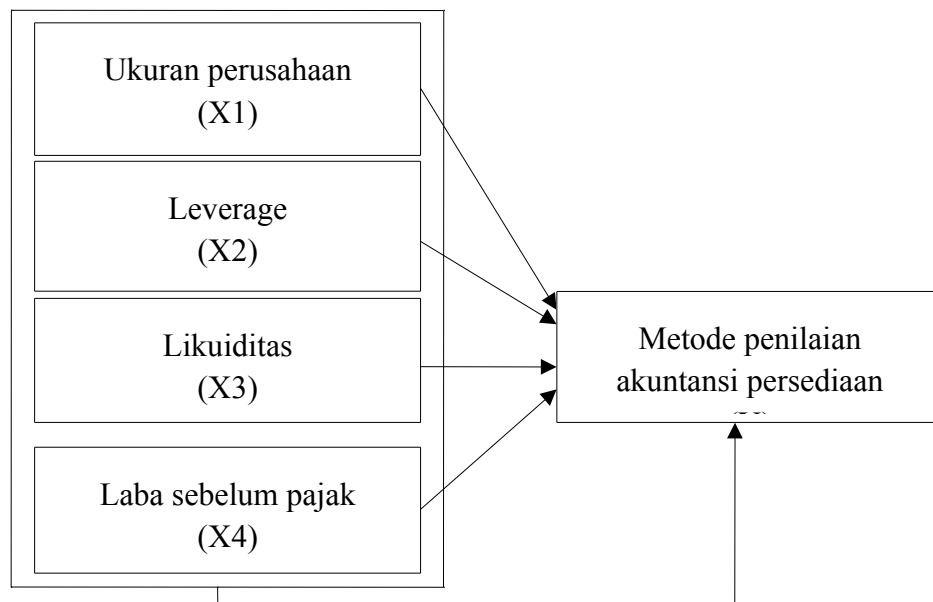 Ukuran perusahaan
(X1)
Leverage
(X2)
Likuiditas
(X3)
Laba sebelum pajak
(X4)
Metode penilaian
akuntansi persediaan